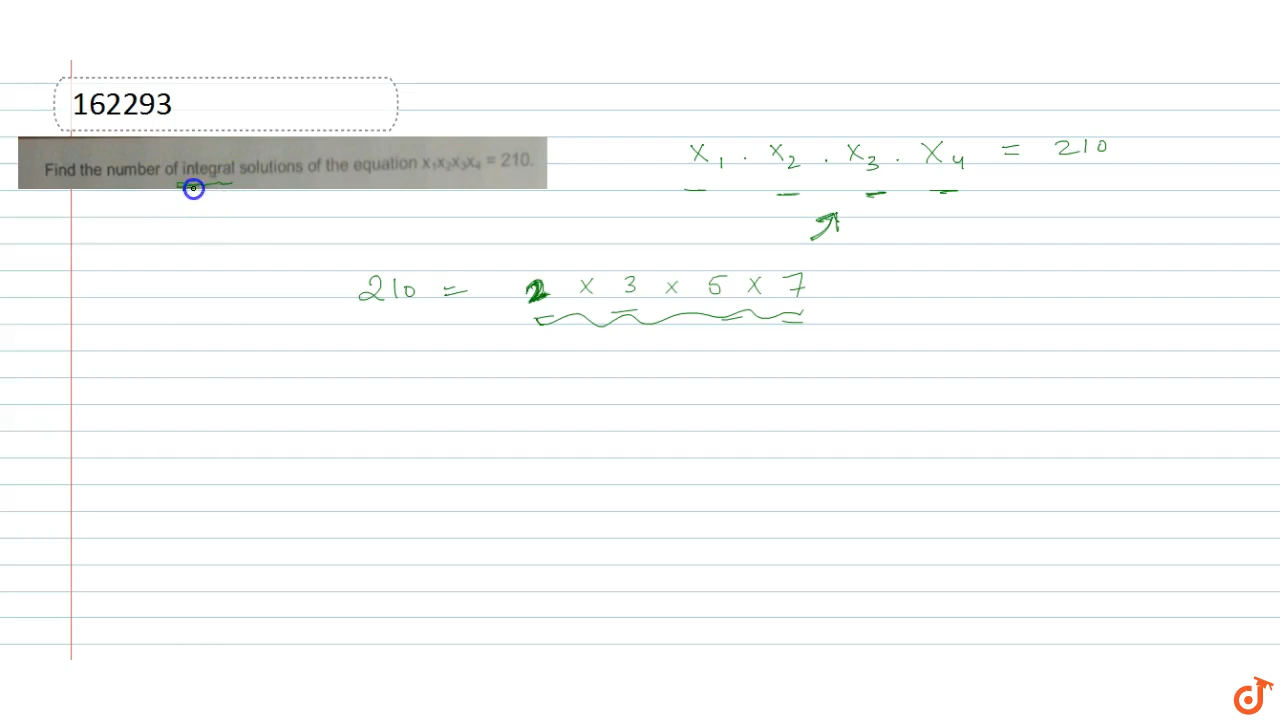 162293
Find the number of integral solutions of the equation x₁x₂x₃x₄ = 210.
x₁ . x₂ . x₃ . x₄ = 210
210 = 2 × 3 × 5 × 7